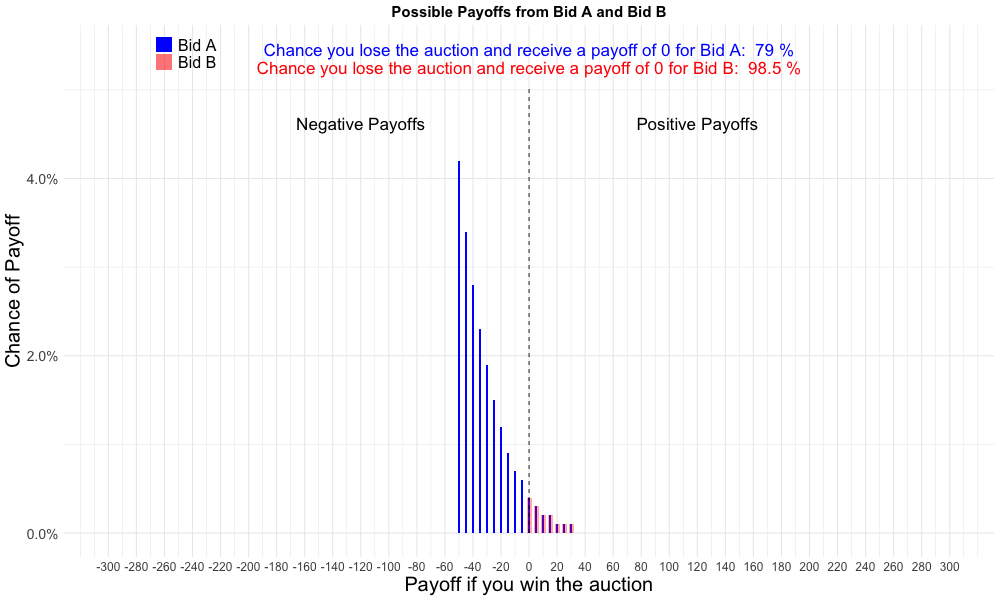 Possible Payoffs from Bid A and Bid B
Bid A
Bid B
Chance you lose the auction and receive a payoff of 0 for Bid A:  79 %
Chance you lose the auction and receive a payoff of 0 for Bid B:  98.5 %
Negative Payoffs
Positive Payoffs
Chance of Payoff
4.0%
2.0%
0.0%
-300 -280 -260 -240 -220 -200 -180 -160 -140 -120 -100 -80 -60 -40 -20 0 20 40 60 80 100 120 140 160 180 200 220 240 260 280 300
Payoff if you win the auction